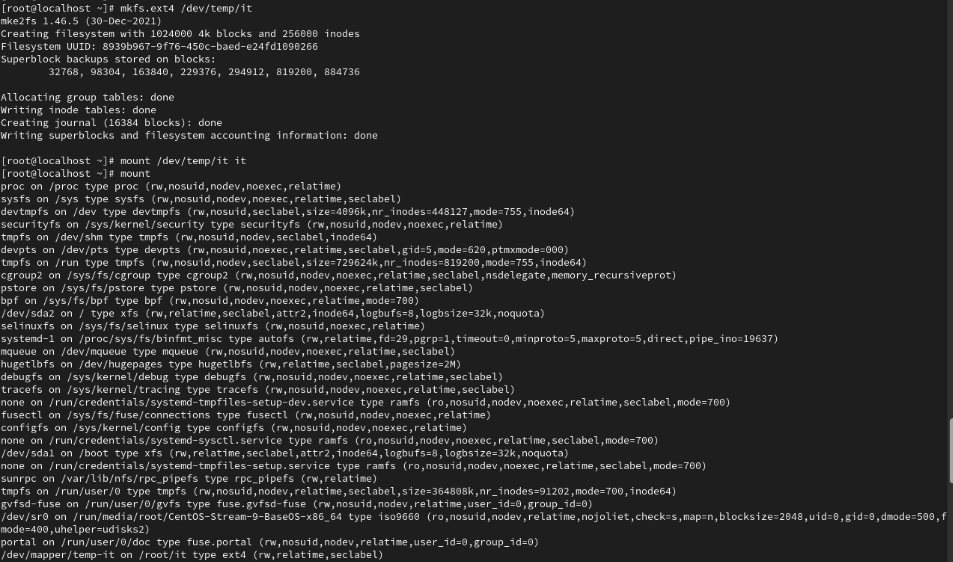 [root@localhost ~]# mkfs.ext4 /dev/temp/it
mke2fs 1.46.5 (30-Dec-2021)
Creating filesystem with 1024000 4k blocks and 256000 inodes
Filesystem UUID: 8939b967-9f76-450c-baed-e24fd1090266
Superblock backups stored on blocks:
        32768, 98304, 163840, 229376, 294912, 819200, 884736
Allocating group tables: done
Writing inode tables: done
Creating journal (16384 blocks): done
Writing superblocks and filesystem accounting information: done
[root@localhost ~]# mount /dev/temp/it it
[root@localhost ~]# mount
proc on /proc type proc (rw,nosuid,nodev,noexec,relatime)
sysfs on /sys type sysfs (rw,nosuid,nodev,noexec,relatime,seclabel)
devtmpfs on /dev type devtmpfs (rw,nosuid,seclabel,size=4096k,nr_inodes=448127,mode=755,inode64)
securityfs on /sys/kernel/security type securityfs (rw,nosuid,nodev,noexec,relatime)
tmpfs on /dev/shm type tmpfs (rw,nosuid,nodev,seclabel,inode64)
devpts on /dev/pts type devpts (rw,nosuid,noexec,relatime,seclabel,gid=5,mode=620,ptmxmode=000)
tmpfs on /run type tmpfs (rw,nosuid,nodev,seclabel,size=729624k,nr_inodes=819200,mode=755,inode64)
cgroup2 on /sys/fs/cgroup type cgroup2 (rw,nosuid,nodev,noexec,relatime,seclabel,nsdelegate,memory_recursiveprot)
pstore on /sys/fs/pstore type pstore (rw,nosuid,nodev,noexec,relatime,seclabel)
bpf on /sys/fs/bpf type bpf (rw,nosuid,nodev,noexec,relatime,mode=700)
/dev/sda2 on / type xfs (rw,relatime,seclabel,attr2,inode64,logbufs=8,logbsize=32k,noquota)
selinuxfs on /sys/fs/selinux type selinuxfs (rw,nosuid,noexec,relatime)
systemd-1 on /proc/sys/fs/binfmt_misc type autofs (rw,relatime,fd=29,pgrp=1,timeout=0,minproto=5,maxproto=5,direct,pipe_ino=19637)
mqueue on /dev/mqueue type mqueue (rw,nosuid,nodev,noexec,relatime,seclabel)
hugetlbfs on /dev/hugepages type hugetlbfs (rw,relatime,seclabel,pagesize=2M)
debugfs on /sys/kernel/debug type debugfs (rw,nosuid,nodev,noexec,relatime,seclabel)
tracefs on /sys/kernel/tracing type tracefs (rw,nosuid,nodev,noexec,relatime,seclabel)
none on /run/credentials/systemd-tmpfiles-setup-dev.service type ramfs (ro,nosuid,nodev,noexec,relatime,seclabel,mode=700)
fusectl on /sys/fs/fuse/connections type fusectl (rw,nosuid,nodev,noexec,relatime)
configfs on /sys/kernel/config type configfs (rw,nosuid,nodev,noexec,relatime)
none on /run/credentials/systemd-sysctl.service type ramfs (ro,nosuid,nodev,noexec,relatime,seclabel,mode=700)
/dev/sda1 on /boot type xfs (rw,relatime,seclabel,attr2,inode64,logbufs=8,logbsize=32k,noquota)
none on /run/credentials/systemd-tmpfiles-setup.service type ramfs (ro,nosuid,nodev,noexec,relatime,seclabel,mode=700)
sunrpc on /var/lib/nfs/rpc_pipefs type rpc_pipefs (rw,relatime)
tmpfs on /run/user/0 type tmpfs (rw,nosuid,nodev,relatime,seclabel,size=364808k,nr_inodes=91202,mode=700,inode64)
gvfsd-fuse on /run/user/0/gvfs type fuse.gvfsd-fuse (rw,nosuid,nodev,relatime,user_id=0,group_id=0)
/dev/sr0 on /run/media/root/CentOS-Stream-9-BaseOS-x86_64 type iso9660 (ro,nosuid,nodev,relatime,nojoliet,check=s,map=n,blocksize=2048,uid=0,gid=0,dmode=500,f
mode=400,uhelper=udisks2)
portal on /run/user/0/doc type fuse.portal (rw,nosuid,nodev,relatime,user_id=0,group_id=0)
/dev/mapper/temp-it on /root/it type ext4 (rw,relatime,seclabel)